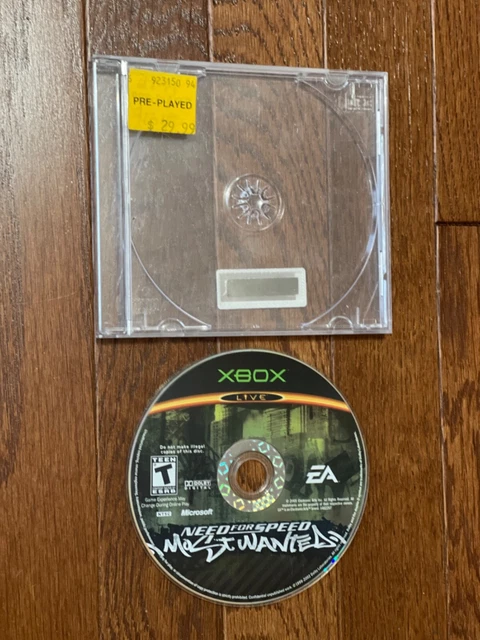 923150 94
PRE-PLAYED
$ 29.99
XBOX
LIVE
Do not make illegal
copies of this disc.
TEEN
T
ESRB
DOLBY
DIGITAL
EA
Game Experience May
Change During Online Play
NTSC
Microsoft
NEED FOR SPEED
MOST WANTED